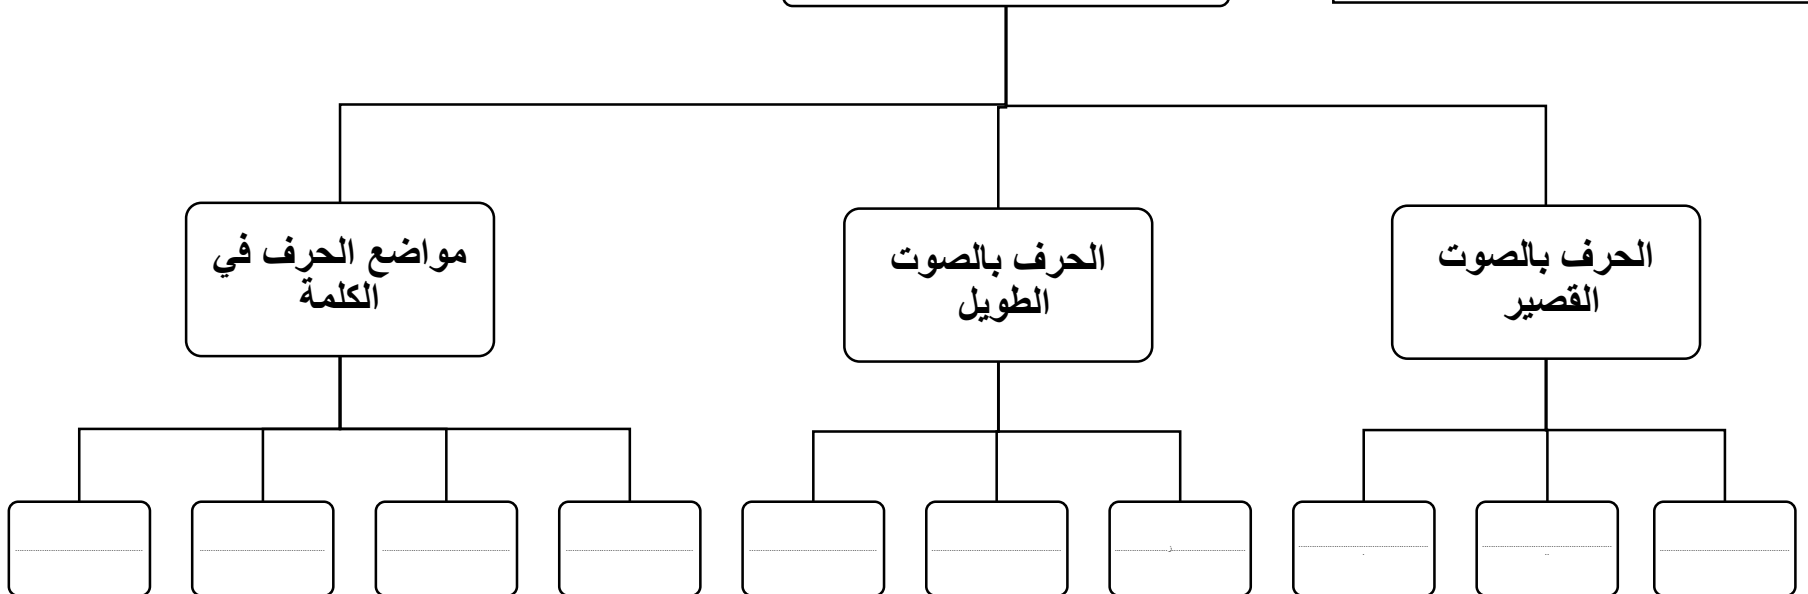 الحرف بالصوت
القصير
الحرف بالصوت
الطويل
مواضع الحرف في
الكلمة